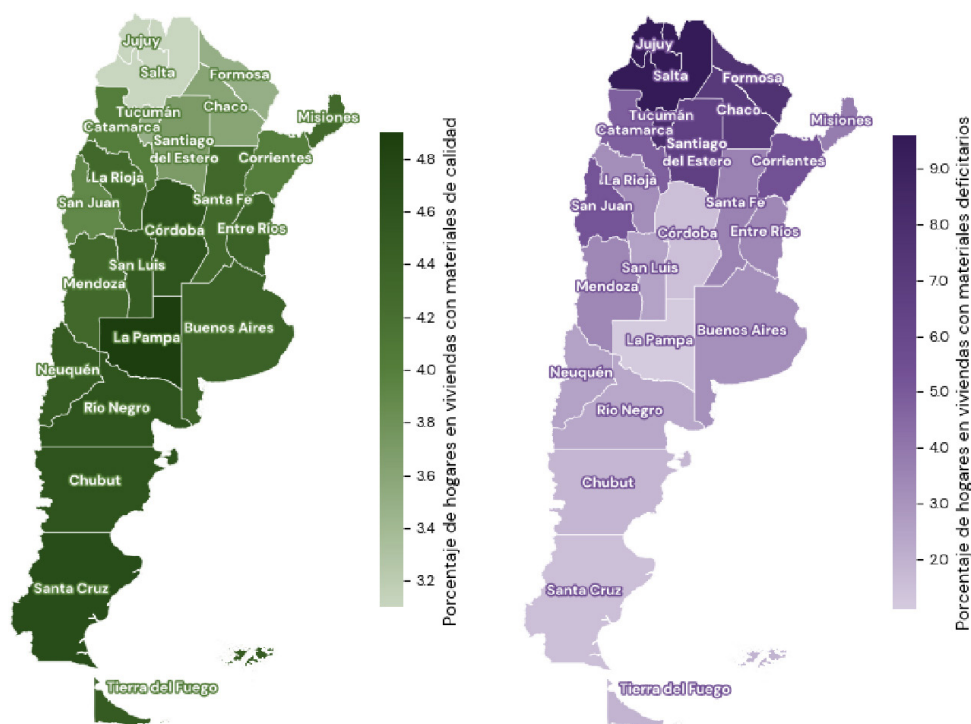 Jujuy
Salta
Formosa
Chaco
Misiones
Tucumán
Catamarca
Santiago
del Estero
Corrientes
La Rioja
San Juan
Santa Fe
Córdoba
Entre Ríos
San Luis
Mendoza
Buenos Aires
La Pampa
Neuquén
Río Negro
Chubut
Santa Cruz
Tierra del Fuego
4.8
4.6
4.4
4.2
4.0
3.8
3.6
3.4
3.2
Porcentaje de hogares en viviendas con materiales de calidad
Jujuy
Salta
Formosa
Chaco
Misiones
Tucumán
Catamarca
Santiago
del Estero
Corrientes
La Rioja
San Juan
Santa Fe
Córdoba
Entre Ríos
San Luis
Mendoza
Buenos Aires
La Pampa
Neuquén
Río Negro
Chubut
Santa Cruz
Tierra del Fuego
9.0
8.0
7.0
6.0
5.0
4.0
3.0
2.0
Porcentaje de hogares en viviendas con materiales deficitarios